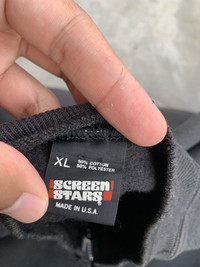 XL
50% COTTON
50% POLYESTER
SCREEN
STARS®
MADE IN U.S.A.